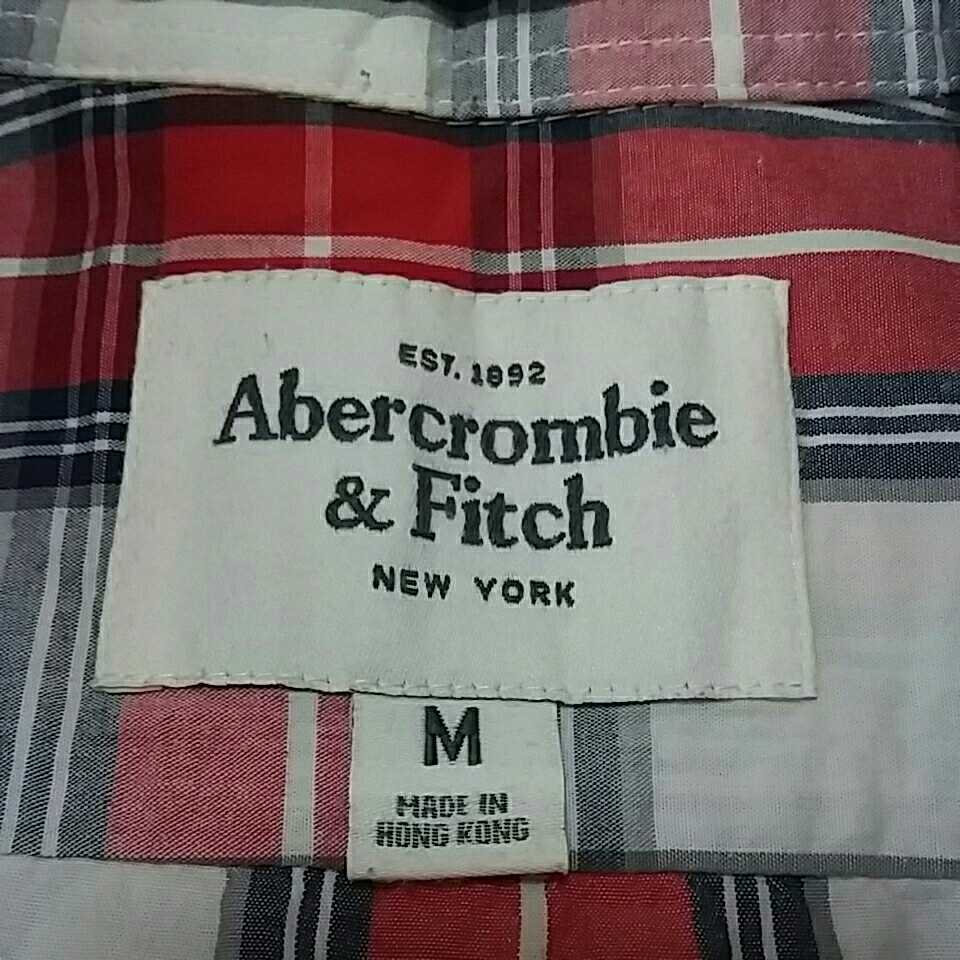 EST. 1892
Abercrombie
& Fitch
NEW YORK
M
MADE IN
HONG KONG